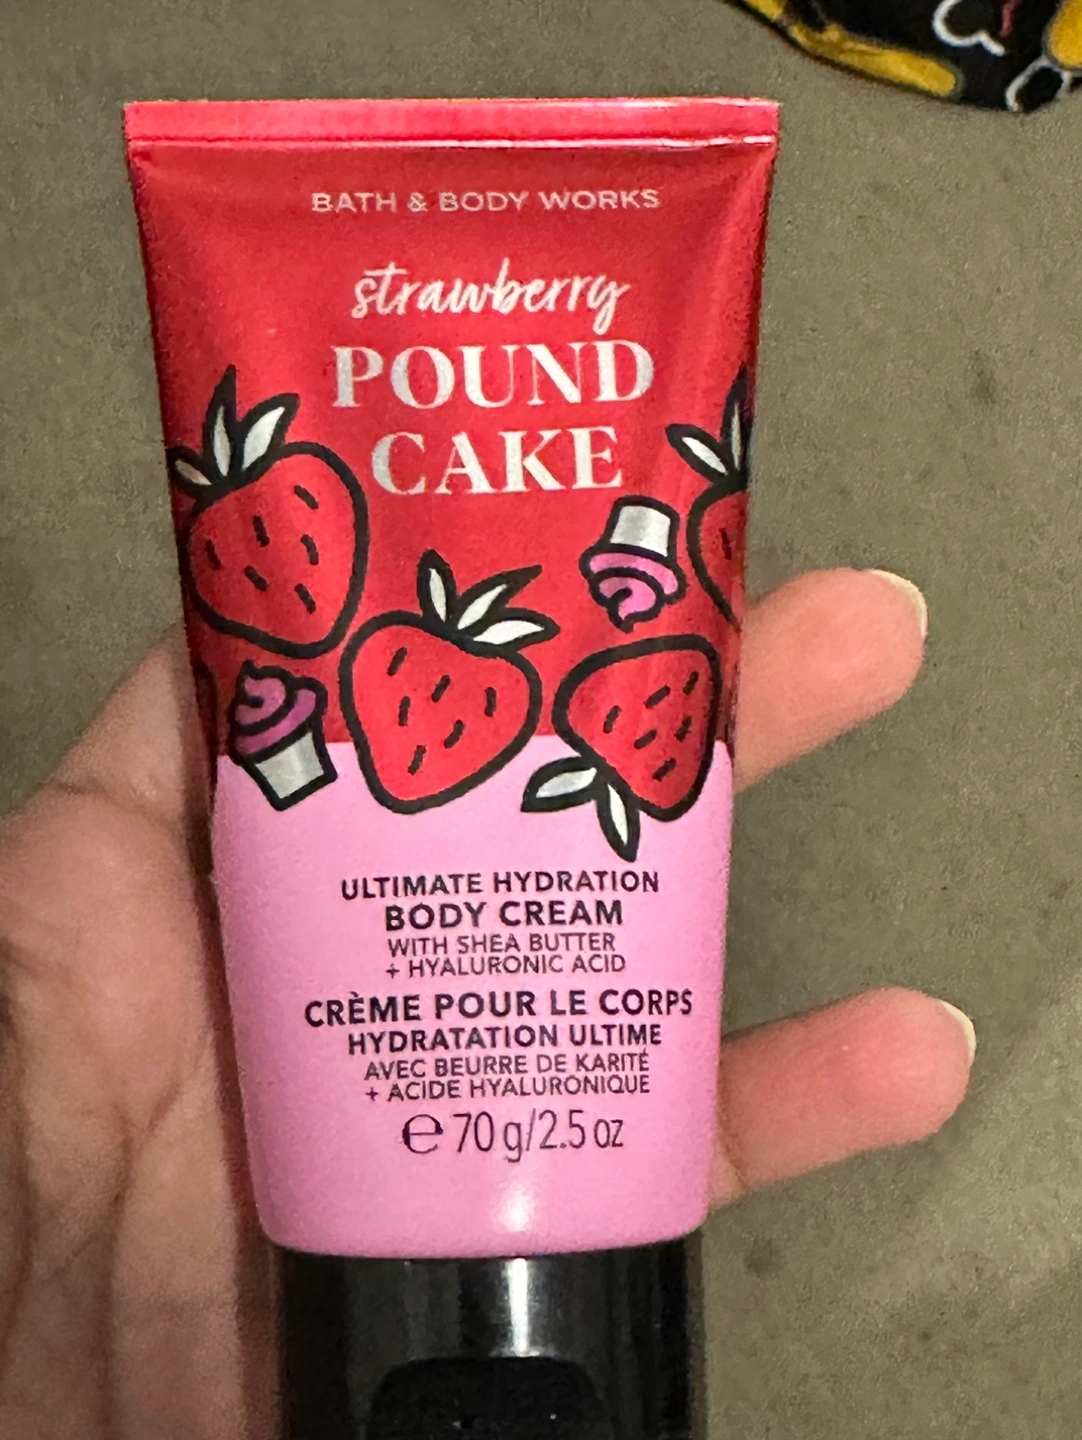 BATH & BODY WORKS
strawberry
POUND
CAKE
ULTIMATE HYDRATION
BODY CREAM
WITH SHEA BUTTER
+ HYALURONIC ACID
CRÈME POUR LE CORPS
HYDRATATION ULTIME
AVEC BEURRE DE KARITÉ
+ ACIDE HYALURONIQUE
℮ 70 g/2.5 oz